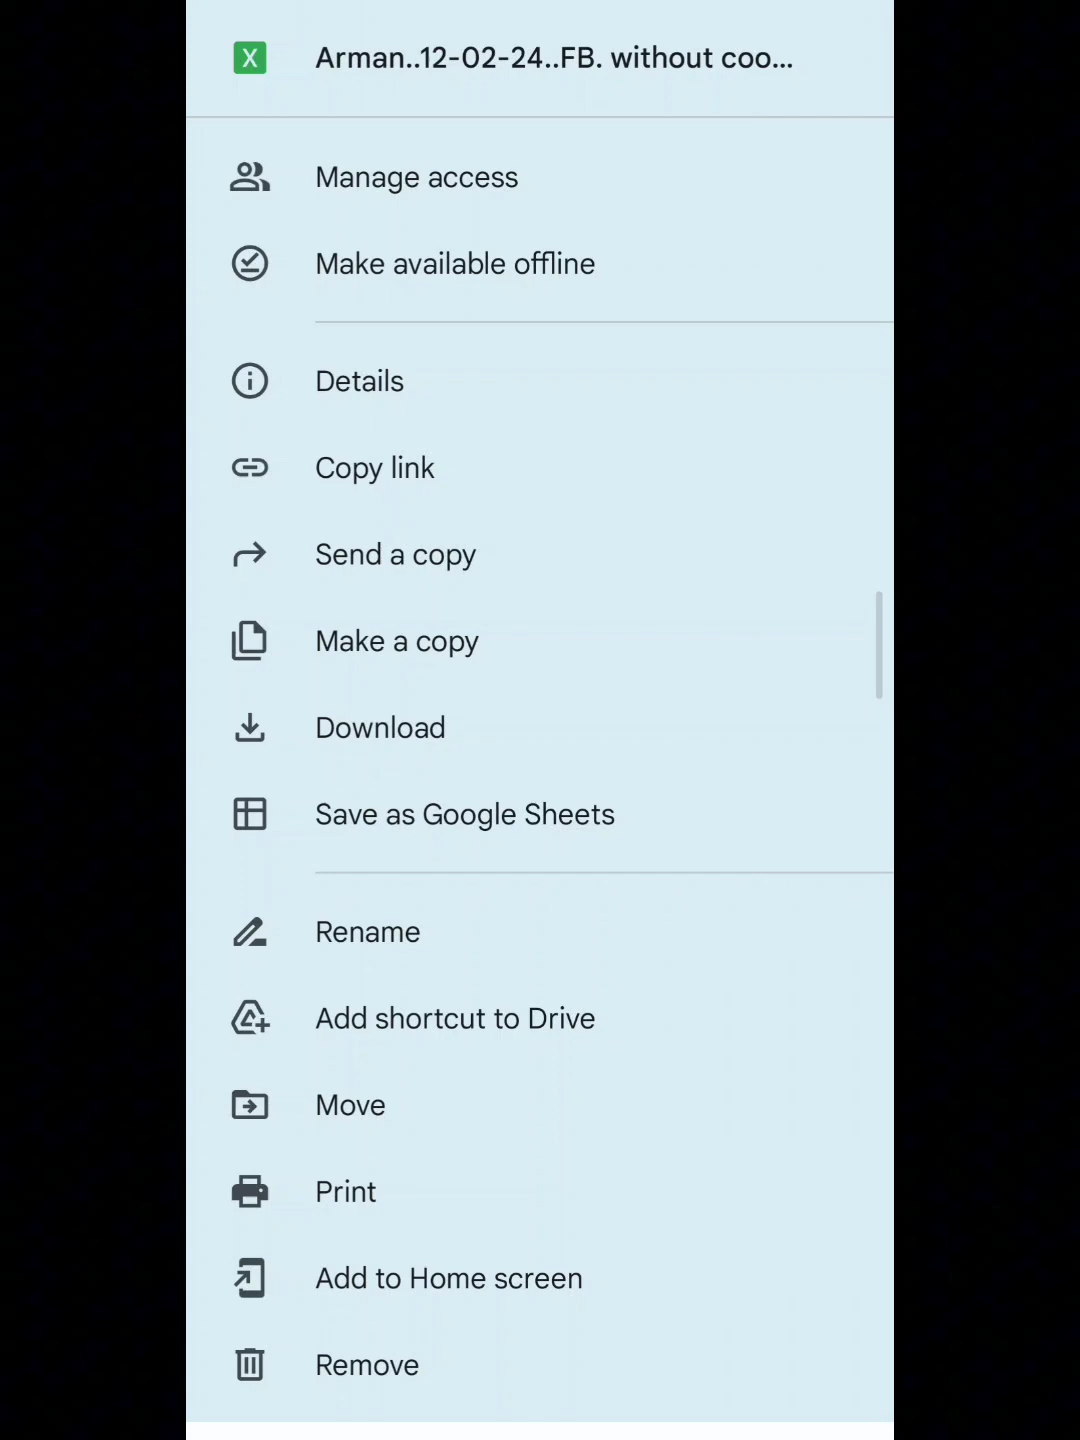 X
Arman..12-02-24..FB. without coo...
Manage access
Make available offline
Details
Copy link
Send a copy
Make a copy
Download
Save as Google Sheets
Rename
Add shortcut to Drive
Move
Print
Add to Home screen
Remove